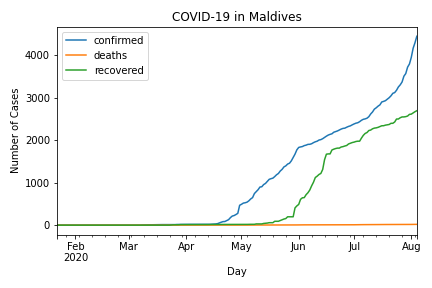 COVID-19 in Maldives
confirmed
deaths
recovered
Number of Cases
4000
3000
2000
1000
0
Feb
2020
Mar
Apr
May
Jun
Jul
Aug
Day